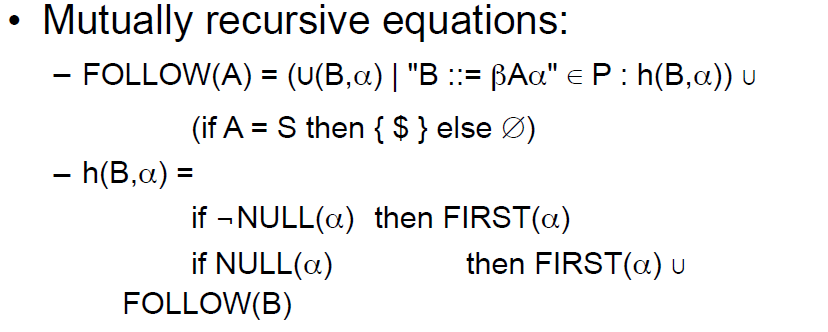 • Mutually recursive equations:
– FOLLOW(A) = (∪(B,α) | "B ::= βAα" ∈ P : h(B,α)) ∪
(if A = S then { $ } else ∅)
– h(B,α) =
if ¬NULL(α) then FIRST(α)
if NULL(α) then FIRST(α) ∪
FOLLOW(B)